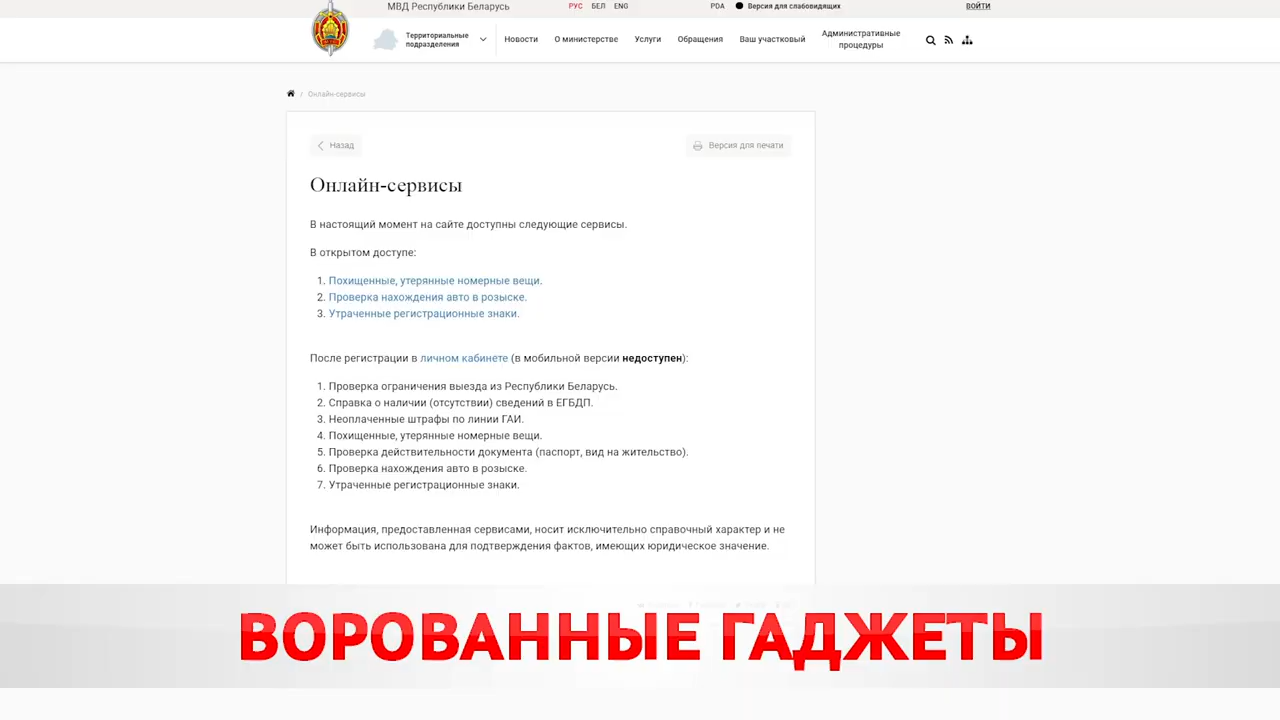 МВД Республики Беларусь
РУС БЕЛ ENG
PDA Версия для слабовидящих
ВОЙТИ
Территориальные подразделения
Новости О министерстве Услуги Обращения Ваш участковый Административные процедуры
/ Онлайн-сервисы
Назад
Версия для печати
Онлайн-сервисы
В настоящий момент на сайте доступны следующие сервисы.
В открытом доступе:
1. Похищенные, утерянные номерные вещи.
2. Проверка нахождения авто в розыске.
3. Утраченные регистрационные знаки.
После регистрации в личном кабинете (в мобильной версии недоступен):
1. Проверка ограничения выезда из Республики Беларусь.
2. Справка о наличии (отсутствии) сведений в ЕГБДП.
3. Неоплаченные штрафы по линии ГАИ.
4. Похищенные, утерянные номерные вещи.
5. Проверка действительности документа (паспорт, вид на жительство).
6. Проверка нахождения авто в розыске.
7. Утраченные регистрационные знаки.
Информация, предоставленная сервисами, носит исключительно справочный характер и не
может быть использована для подтверждения фактов, имеющих юридическое значение.
ВОРОВАННЫЕ ГАДЖЕТЫ